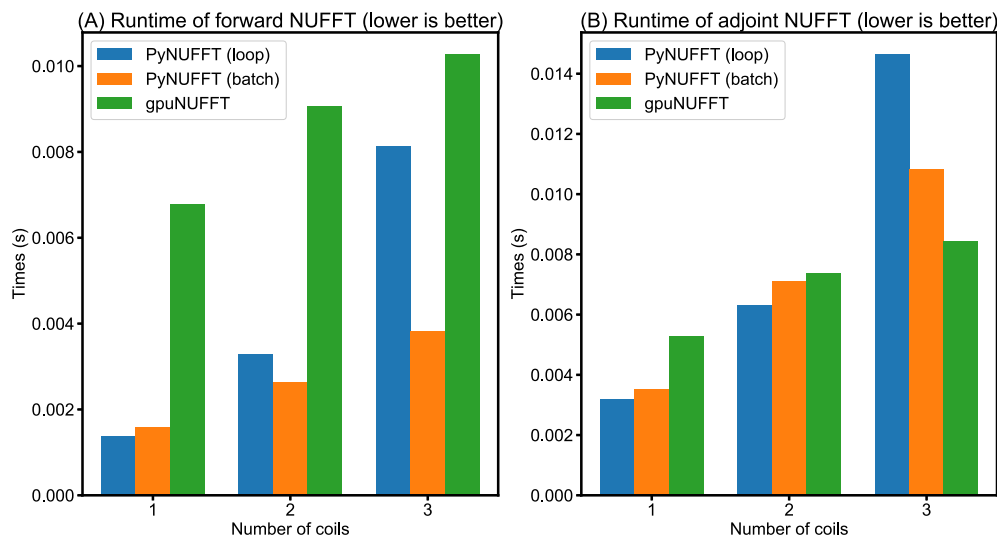 (A) Runtime of forward NUFFT (lower is better)
PyNUFFT (loop)
PyNUFFT (batch)
gpuNUFFT
0.010
0.008
0.006
0.004
0.002
0.000
Times (s)
1 2 3
Number of coils
(B) Runtime of adjoint NUFFT (lower is better)
PyNUFFT (loop)
PyNUFFT (batch)
gpuNUFFT
0.014
0.012
0.010
0.008
0.006
0.004
0.002
0.000
Times (s)
1 2 3
Number of coils